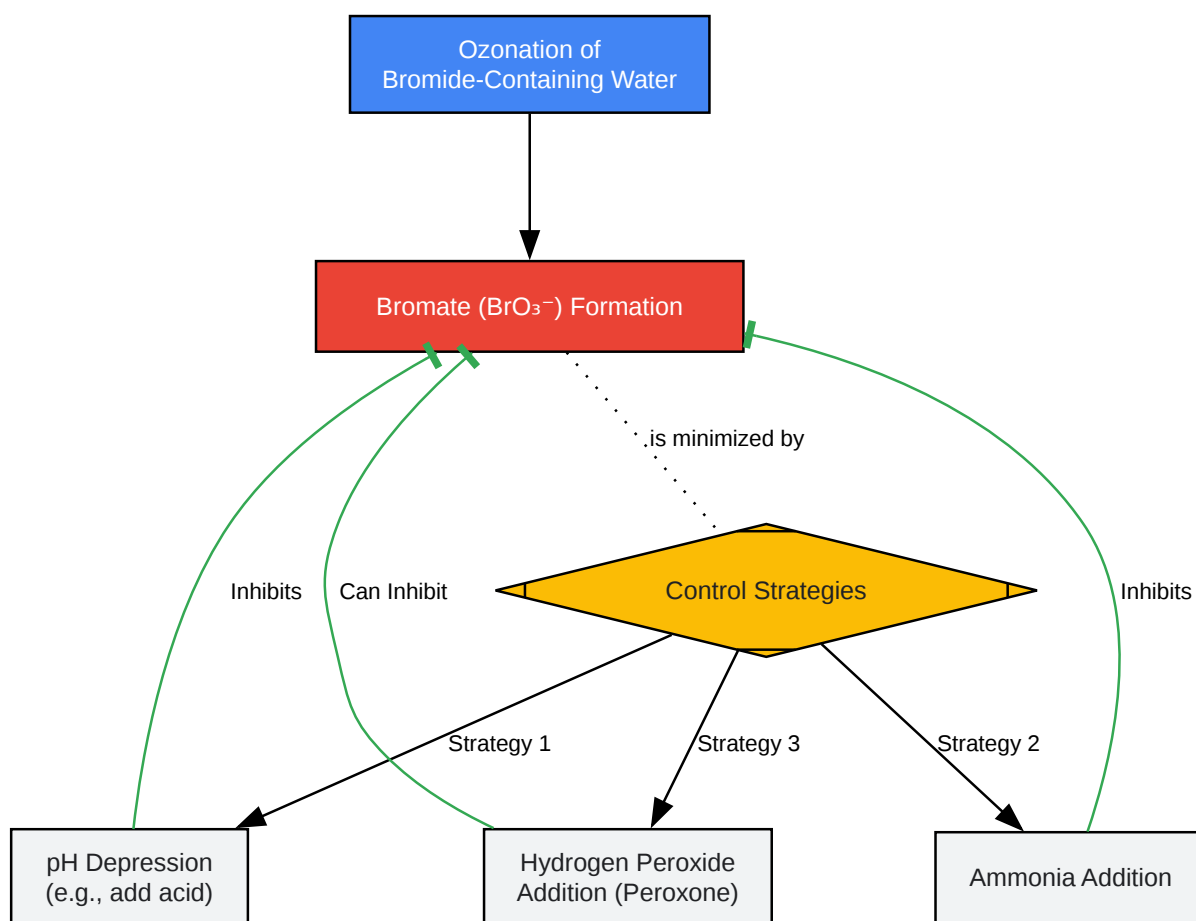 Ozonation of
Bromide-Containing Water
Bromate (BrO₃⁻) Formation
is minimized by
Inhibits
Can Inhibit
Control Strategies
Inhibits
Strategy 1
Strategy 3
Strategy 2
pH Depression
(e.g., add acid)
Hydrogen Peroxide
Addition (Peroxone)
Ammonia Addition